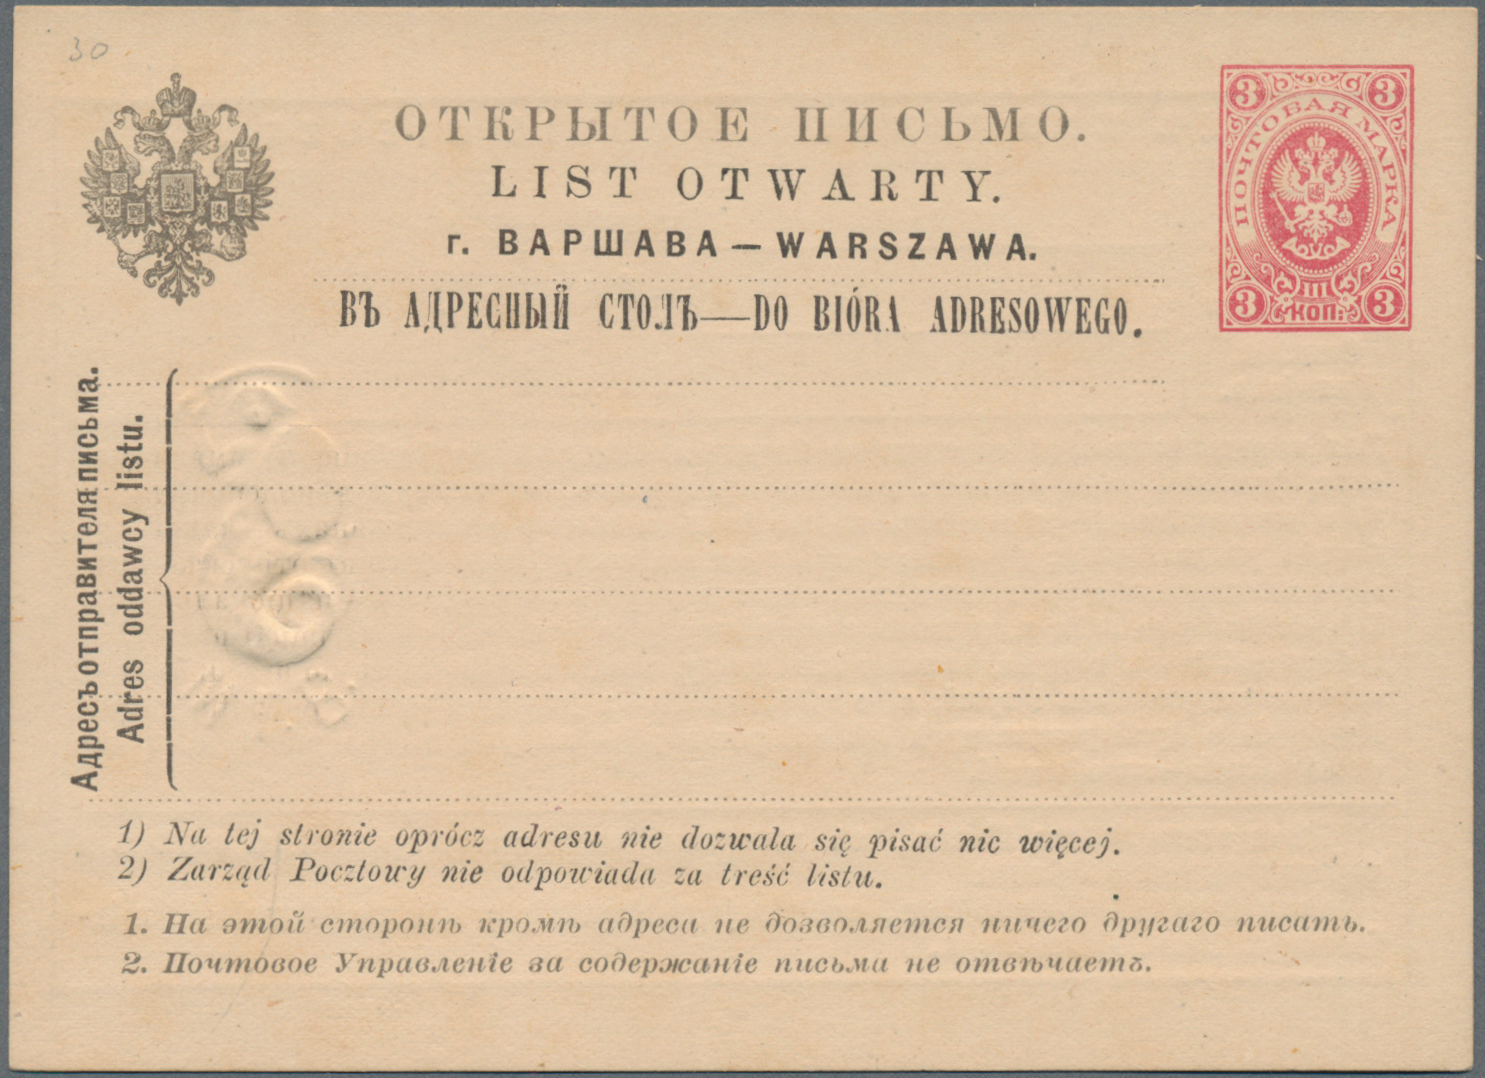 30
ОТКРЫТОЕ ПИСЬМО.
LIST OTWARTY.
г. ВАРШАВА — WARSZAWA.
ВЪ АДРЕСНЫЙ СТОЛЪ—DO BIÓRA ADRESOWEGO.
3 3
ПОЧТОВАЯ МАРКА
3 III 3
КОП.
Адресъ отправителя письма.
Adres oddawcy listu.
1) Na tej stronie oprócz adresu nie dozwala się pisać nic więcej.
2) Zarząd Pocztowy nie odpowiada za treść listu.
1. На этой сторонѣ кромѣ адреса не дозволяется ничего другаго писать.
2. Почтовое Управленіе за содержаніе письма не отвѣчаетъ.